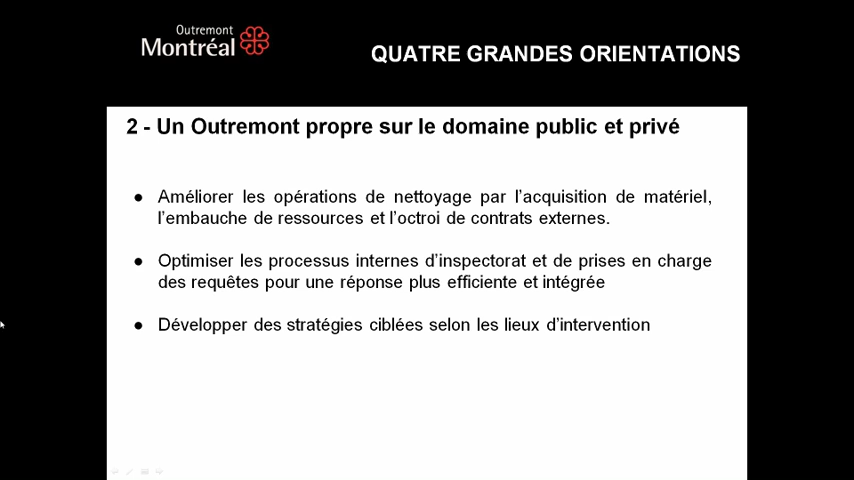 Outremont
Montréal
QUATRE GRANDES ORIENTATIONS
2 - Un Outremont propre sur le domaine public et privé
● Améliorer les opérations de nettoyage par l'acquisition de matériel,
l'embauche de ressources et l'octroi de contrats externes.
● Optimiser les processus internes d'inspectorat et de prises en charge
des requêtes pour une réponse plus efficiente et intégrée
● Développer des stratégies ciblées selon les lieux d'intervention